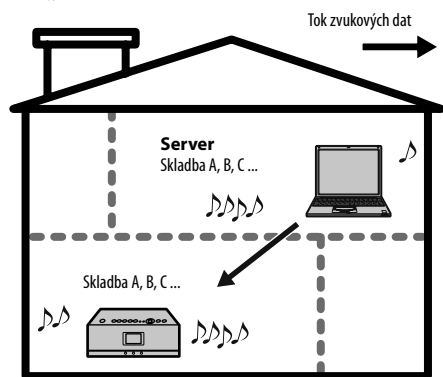 Tok zvukových dat
Server
Skladba A, B, C ...
Skladba A, B, C ...